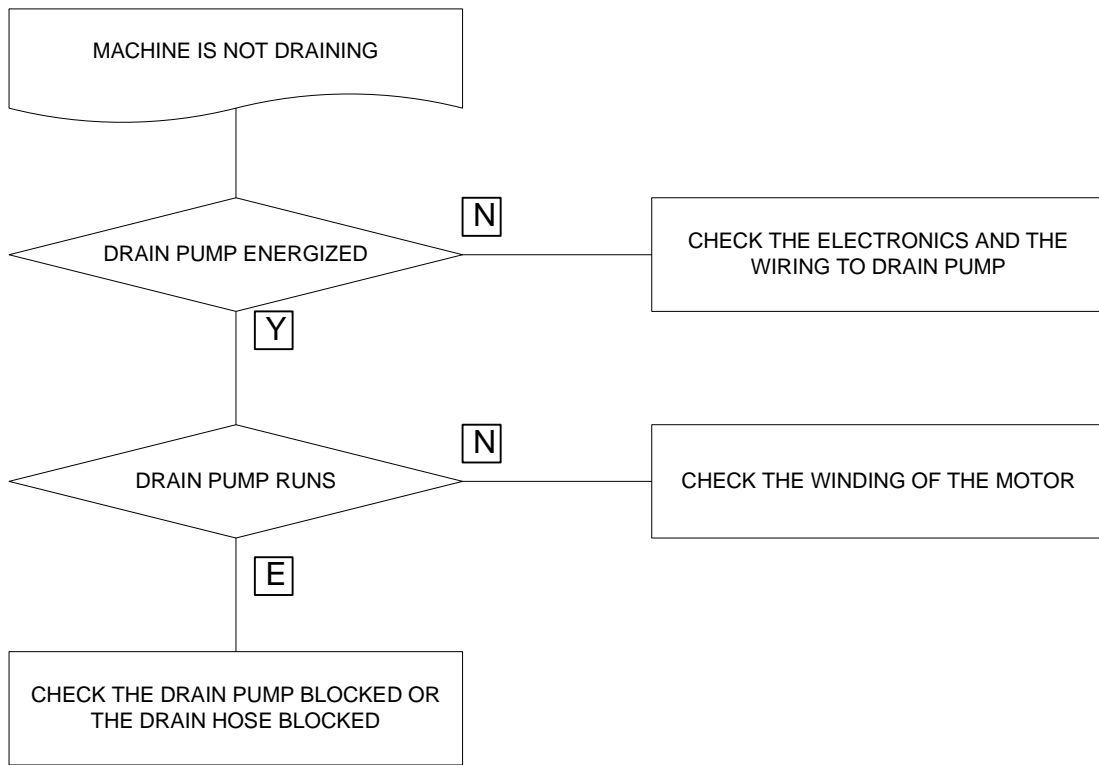 MACHINE IS NOT DRAINING
DRAIN PUMP ENERGIZED
N
CHECK THE ELECTRONICS AND THE
WIRING TO DRAIN PUMP
Y
DRAIN PUMP RUNS
N
CHECK THE WINDING OF THE MOTOR
E
CHECK THE DRAIN PUMP BLOCKED OR
THE DRAIN HOSE BLOCKED